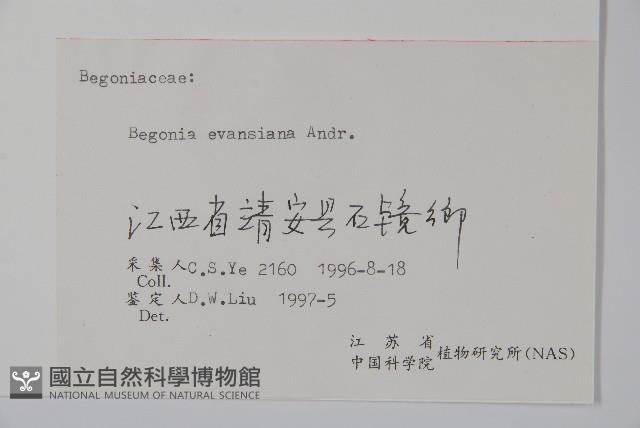 Begoniaceae:
Begonia evansiana Andr.
江西省靖安县石 乡
采集人C.S.Ye 2160 1996-8-18
Coll.
鉴定人D.W.Liu 1997-5
Det.
江苏省
中国科学院植物研究所(NAS)
國立自然科學博物館
NATIONAL MUSEUM OF NATURAL SCIENCE